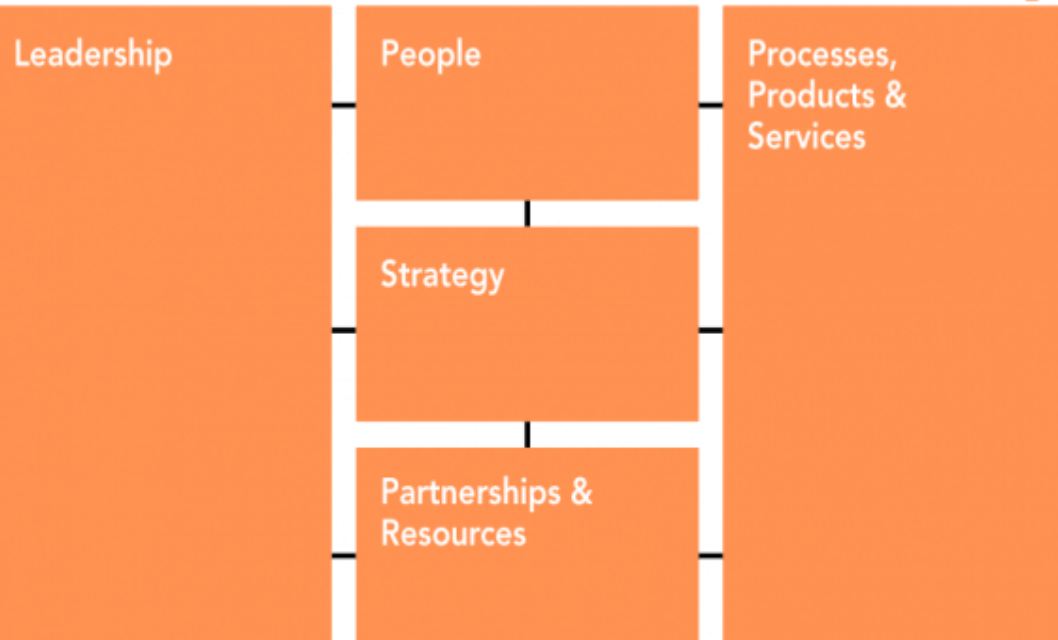 Leadership
People
Processes,
Products &
Services
Strategy
Partnerships &
Resources